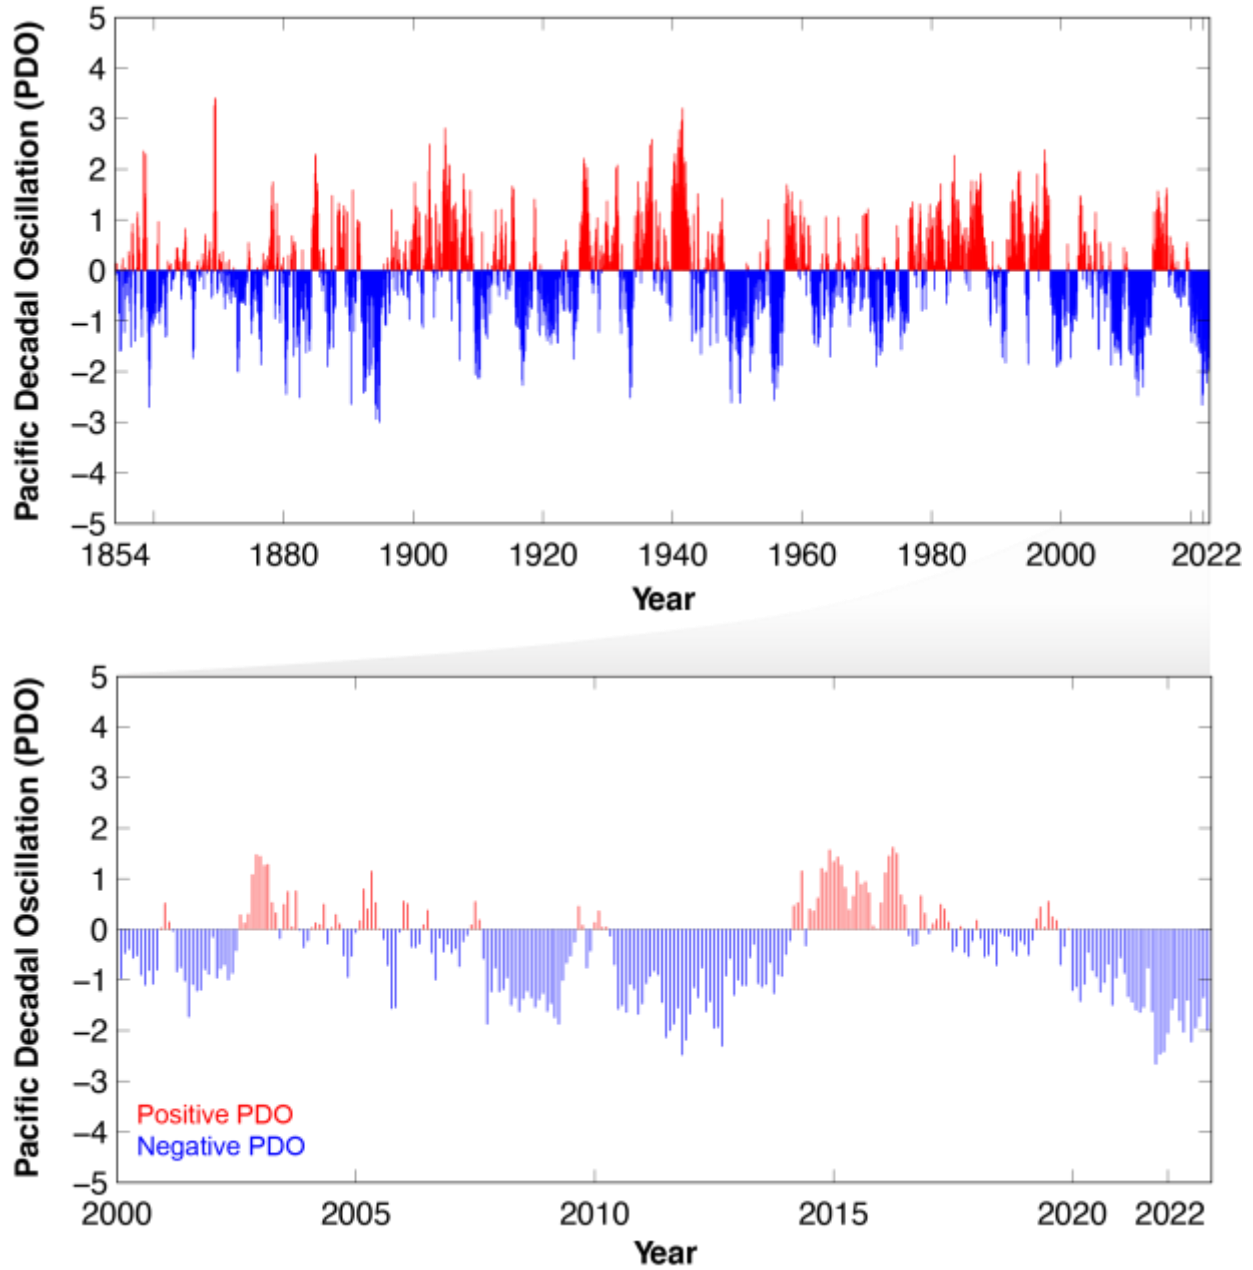 Pacific Decadal Oscillation (PDO)
5
4
3
2
1
0
−1
−2
−3
−4
−5
1854 1880 1900 1920 1940 1960 1980 2000 2022
Year
Pacific Decadal Oscillation (PDO)
5
4
3
2
1
0
−1
−2
−3
−4
−5
Positive PDO
Negative PDO
2000 2005 2010 2015 2020 2022
Year